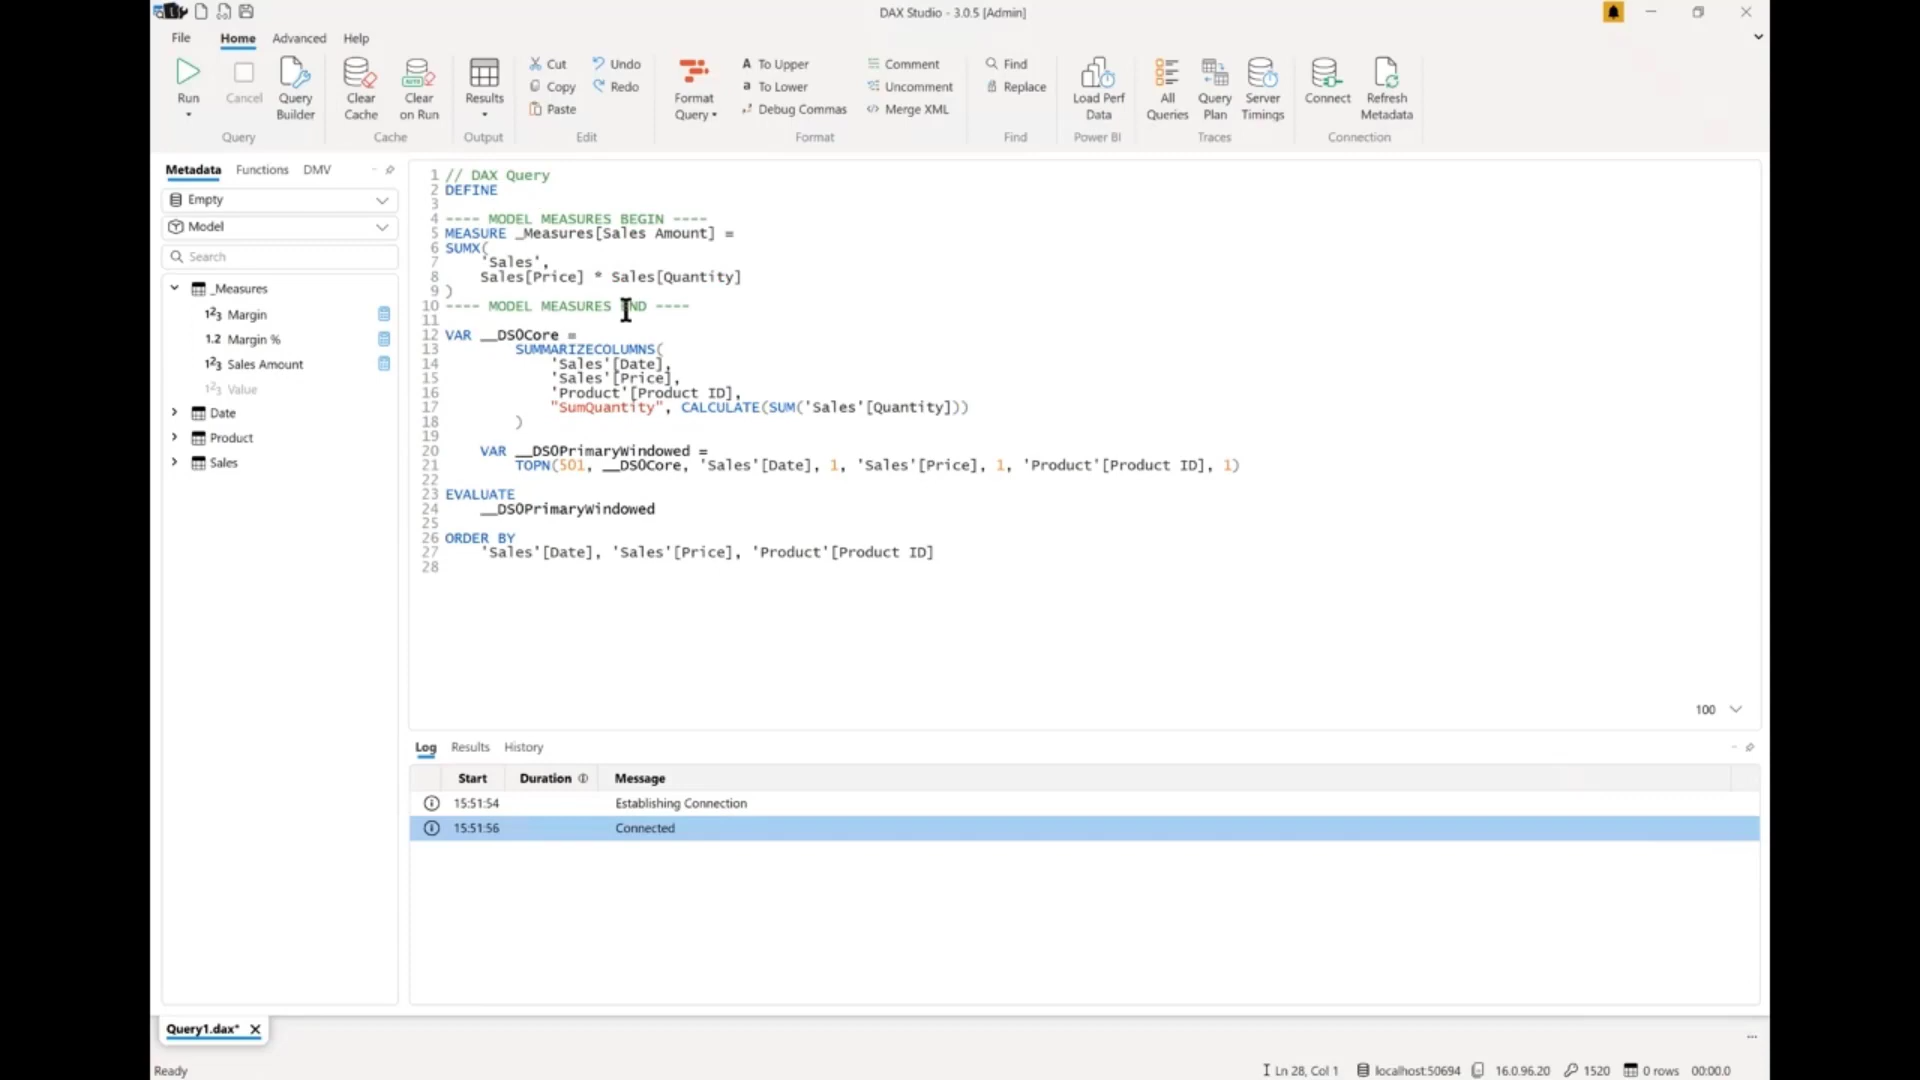 DAX Studio - 3.0.5 [Admin]
File Home Advanced Help
Run
Cancel
Query Builder
Query
Clear Cache
Clear on Run
Cache
Results
Output
Cut Undo
Copy Redo
Paste
Edit
Format Query
To Upper Comment
To Lower Uncomment
Debug Commas Merge XML
Format
Find
Replace
Find
Load Perf Data
Power BI
All Queries
Query Plan
Server Timings
Traces
Connect
Refresh Metadata
Connection
Metadata Functions DMV
Empty
Model
Search
_Measures
Margin
1.2 Margin %
Sales Amount
Value
Date
Product
Sales
1 // DAX Query
2 DEFINE
3
4 ---- MODEL MEASURES BEGIN ----
5 MEASURE _Measures[Sales Amount] =
6 SUMX(
7 'Sales',
8 Sales[Price] * Sales[Quantity]
9 )
10 ---- MODEL MEASURES END ----
11
12 VAR __DS0Core =
13 SUMMARIZECOLUMNS(
14 'Sales'[Date],
15 'Sales'[Price],
16 'Product'[Product ID],
17 "SumQuantity", CALCULATE(SUM('Sales'[Quantity]))
18 )
19
20 VAR __DS0PrimaryWindowed =
21 TOPN(501, __DS0Core, 'Sales'[Date], 1, 'Sales'[Price], 1, 'Product'[Product ID], 1)
22
23 EVALUATE
24 __DS0PrimaryWindowed
25
26 ORDER BY
27 'Sales'[Date], 'Sales'[Price], 'Product'[Product ID]
28
100
Log Results History
Start Duration Message
15:51:54 Establishing Connection
15:51:56 Connected
Query1.dax*
Ready Ln 28, Col 1 localhost:50694 16.0.96.20 1520 0 rows 00:00.0